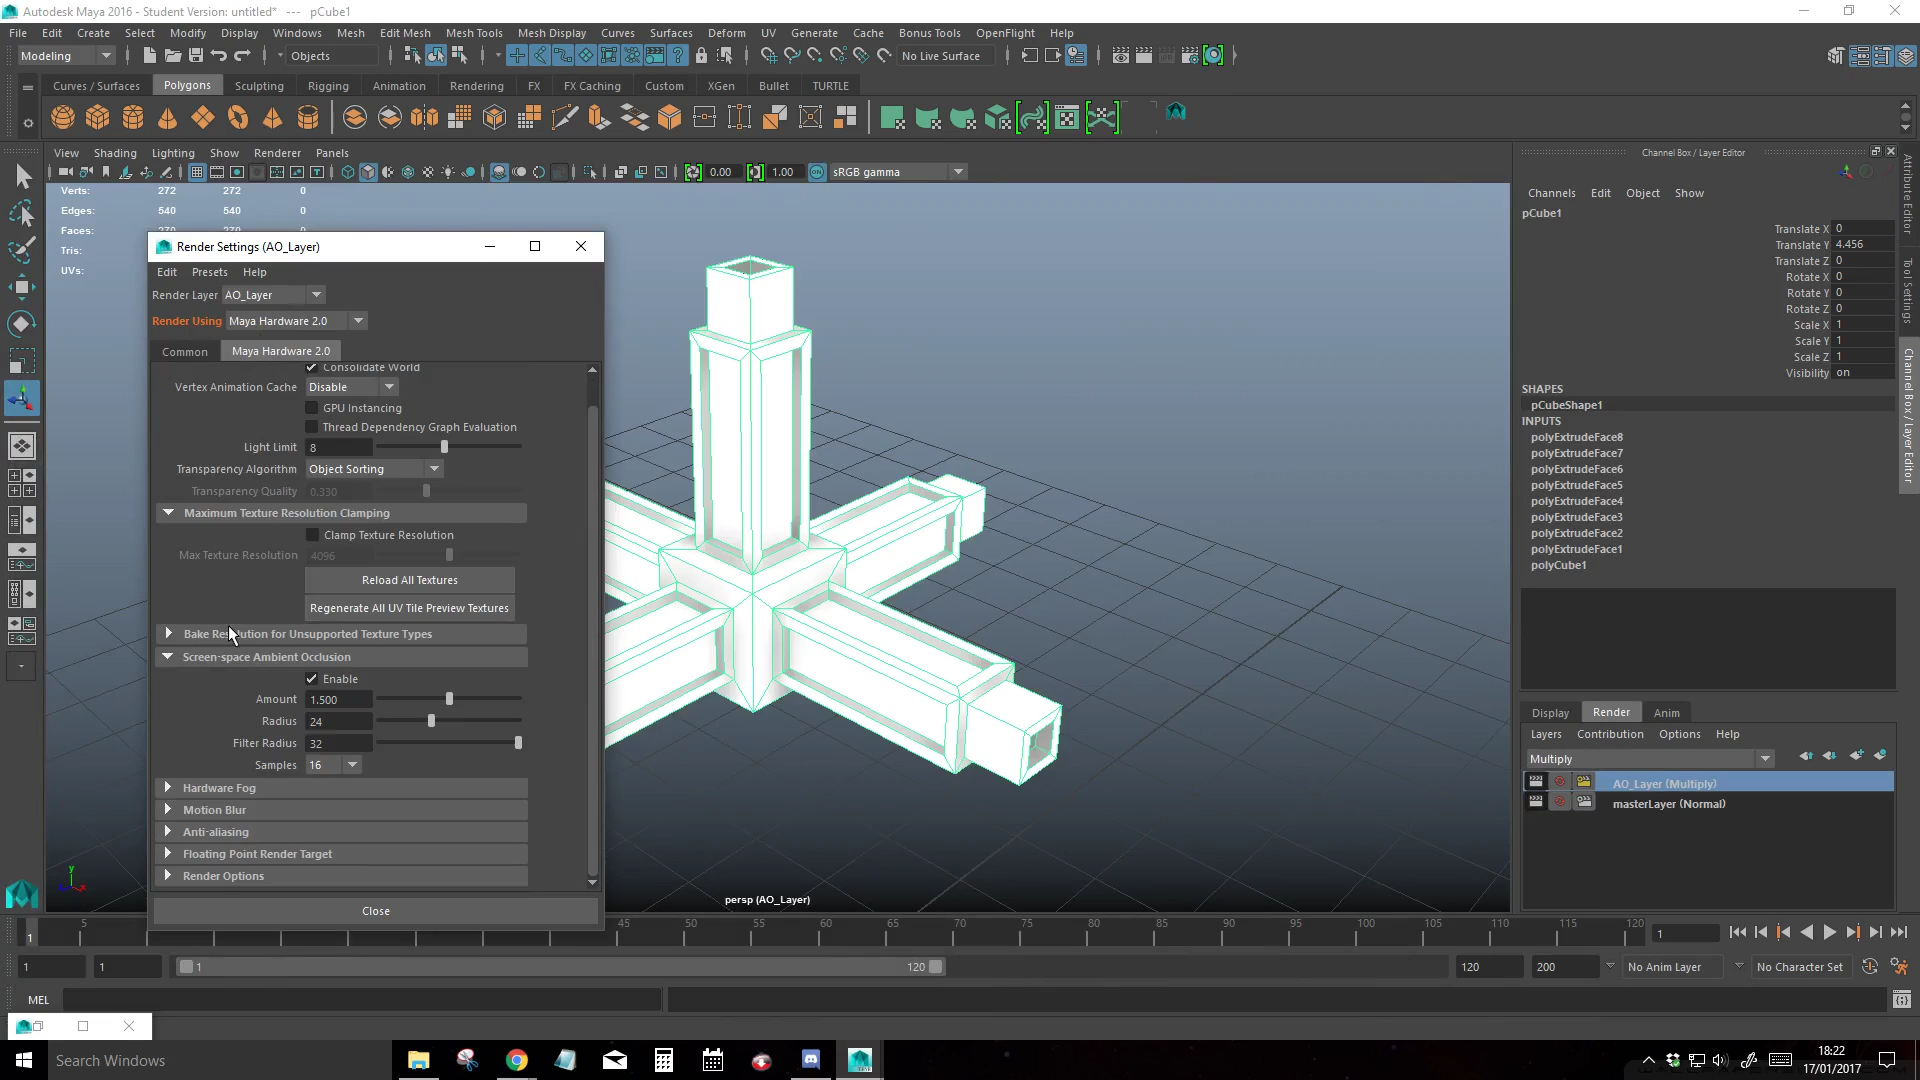 Autodesk Maya 2016 - Student Version: untitled*   ---   pCube1
File Edit Create Select Modify Display Windows Mesh Edit Mesh Mesh Tools Mesh Display Curves Surfaces Deform UV Generate Cache Bonus Tools OpenFlight Help
Modeling Objects No Live Surface
Curves / Surfaces Polygons Sculpting Rigging Animation Rendering FX FX Caching Custom XGen Bullet TURTLE
View Shading Lighting Show Renderer Panels
Channel Box / Layer Editor
0.00 1.00 sRGB gamma
Verts: 272 272 0
Edges: 540 540 0
Faces: 270 270 0
Tris:
UVs:
Render Settings (AO_Layer)
Edit Presets Help
Render Layer AO_Layer
Render Using Maya Hardware 2.0
Common Maya Hardware 2.0
Consolidate World
Vertex Animation Cache Disable
GPU Instancing
Thread Dependency Graph Evaluation
Light Limit 8
Transparency Algorithm Object Sorting
Transparency Quality 0.330
Maximum Texture Resolution Clamping
Clamp Texture Resolution
Max Texture Resolution 4096
Reload All Textures
Regenerate All UV Tile Preview Textures
Bake Resolution for Unsupported Texture Types
Screen-space Ambient Occlusion
Enable
Amount 1.500
Radius 24
Filter Radius 32
Samples 16
Hardware Fog
Motion Blur
Anti-aliasing
Floating Point Render Target
Render Options
Close
persp (AO_Layer)
y
Channels Edit Object Show
pCube1
Translate X 0
Translate Y 4.456
Translate Z 0
Rotate X 0
Rotate Y 0
Rotate Z 0
Scale X 1
Scale Y 1
Scale Z 1
Visibility on
SHAPES
pCubeShape1
INPUTS
polyExtrudeFace8
polyExtrudeFace7
polyExtrudeFace6
polyExtrudeFace5
polyExtrudeFace4
polyExtrudeFace3
polyExtrudeFace2
polyExtrudeFace1
polyCube1
Display Render Anim
Layers Contribution Options Help
Multiply
AO_Layer (Multiply)
masterLayer (Normal)
Attribute Editor
Tool Settings
Channel Box / Layer Editor
1 5 45 50 55 60 65 70 75 80 85 90 95 100 105 110 115 120 1
1 1 1 120 120 200 No Anim Layer No Character Set
MEL
Search Windows
18:22
17/01/2017